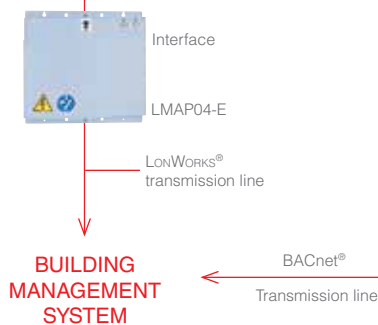 Interface
LMAP04-E
LONWORKS®
transmission line
BUILDING
MANAGEMENT
SYSTEM
BACnet®
Transmission line